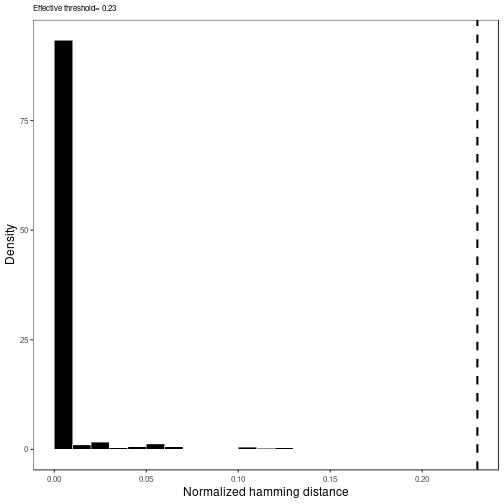 Effective threshold= 0.23
75
50
25
0
Density
0.00 0.05 0.10 0.15 0.20
Normalized hamming distance